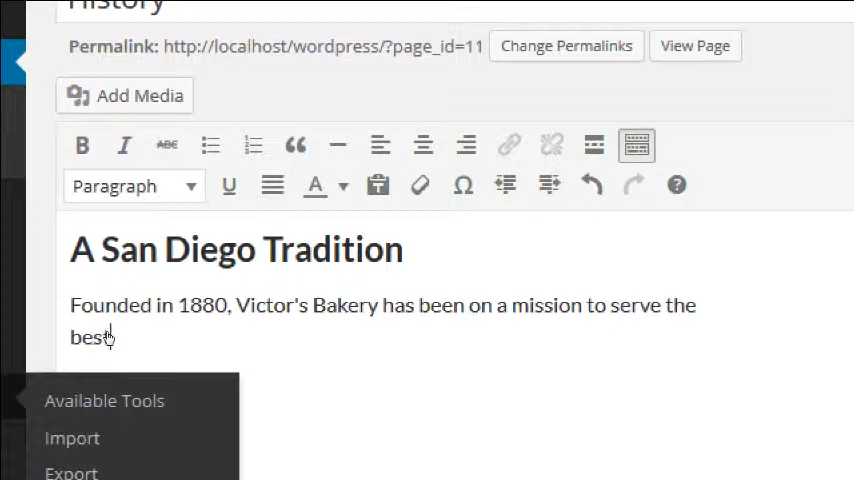 History
Permalink: http://localhost/wordpress/?page_id=11 Change Permalinks View Page
Add Media
B I ABC
Paragraph U A T Ω ?
A San Diego Tradition
Founded in 1880, Victor's Bakery has been on a mission to serve the
best
Available Tools
Import
Export